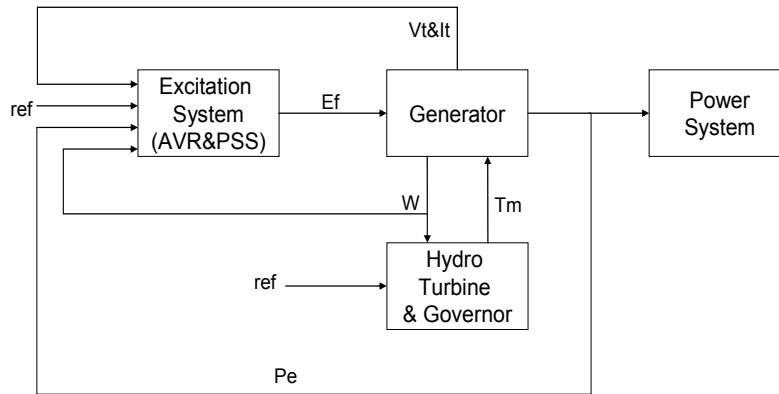 Vt&It
Excitation
System
(AVR&PSS)
ref
Ef
Generator
Power
System
W
Tm
Hydro
Turbine
& Governor
ref
Pe